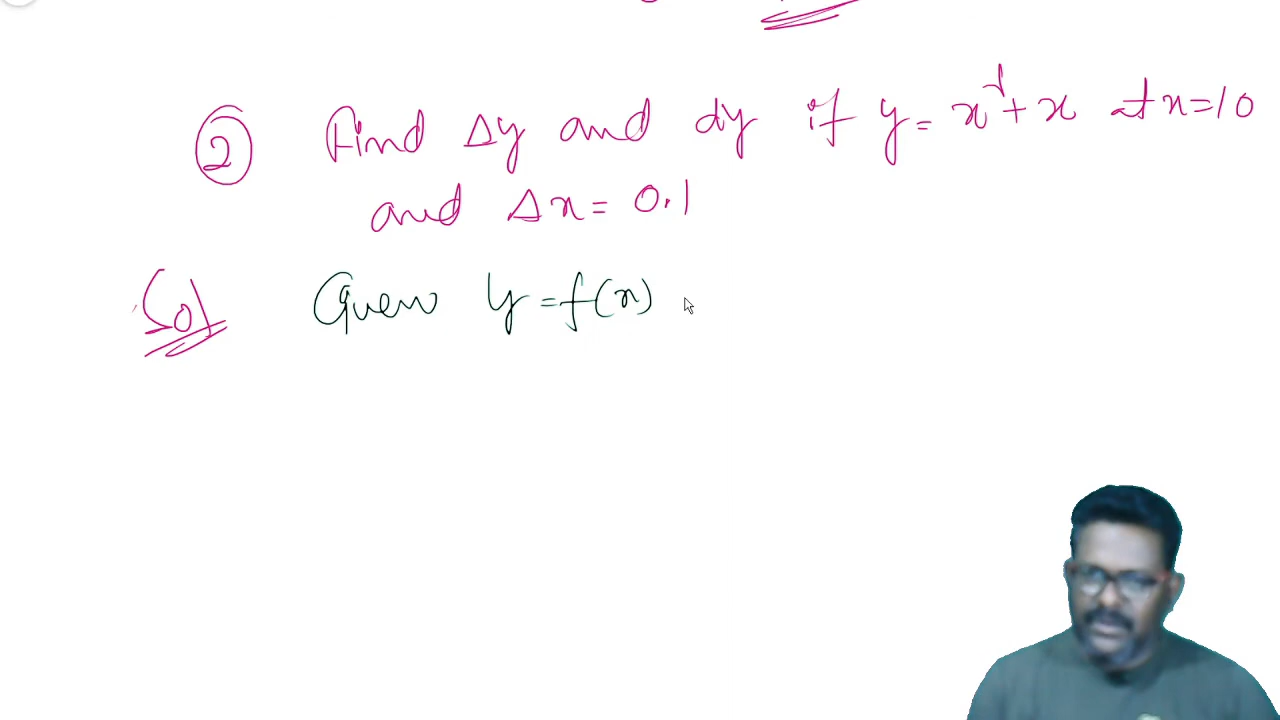 ② Find Δy and dy if y = x² + x at x = 10
and Δx = 0.1
Sol Given y = f(x)